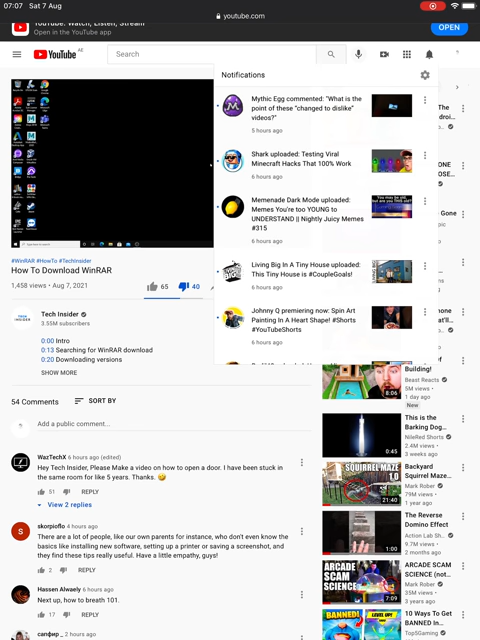 07:07 Sat 7 Aug
youtube.com
YouTube: Watch, Listen, Stream
Open in the YouTube app
OPEN
YouTube AE
Search
Notifications
Mythic Egg commented: "What is the point of these "changed to dislike" videos?"
5 hours ago
Shark uploaded: Testing Viral Minecraft Hacks That 100% Work
6 hours ago
Memenade Dark Mode uploaded: Memes You're too YOUNG to UNDERSTAND || Nightly Juicy Memes #315
6 hours ago
Living Big In A Tiny House uploaded: This Tiny House is #CoupleGoals!
6 hours ago
Johnny Q premiering now: Spin Art Painting In A Heart Shape! #Shorts #YouTubeShorts
6 hours ago
#WinRAR #HowTo #TechInsider
How To Download WinRAR
1,458 views • Aug 7, 2021
65
40
Tech Insider
3.55M subscribers
0:00 Intro
0:13 Searching for WinRAR download
0:20 Downloading versions
SHOW MORE
54 Comments
SORT BY
Add a public comment...
WazTechX 6 hours ago (edited)
Hey Tech Insider, Please Make a video on how to open a door. I have been stuck in
the same room for like 5 years. Thanks. 🤣
51
REPLY
View 2 replies
skorpioflo 4 hours ago
There are a lot of people, like our own parents for instance, who don't even know the
basics like installing new software, setting up a printer or saving a screenshot, and
they find these tips really useful. Have a little empathy, guys!
2
REPLY
Hassen Alwaely 6 hours ago
Next up, how to breath 101.
17
REPLY
сапфир_ 2 hours ago
Building!
Beast Reacts
5M views •
1 day ago
New
8:06
This is the
Barking Dog...
NileRed Shorts
2.4M views •
3 weeks ago
0:45
Backyard
Squirrel Maze...
Mark Rober
79M views •
1 year ago
SQUIRREL MAZE
1.0
21:40
The Reverse
Domino Effect
Action Lab Sh...
9.7M views •
2 months ago
1:00
ARCADE SCAM
SCIENCE (not...
Mark Rober
35M views •
3 years ago
ARCADE
SCAM
SCIENCE
7:09
10 Ways To Get
BANNED In...
Top5Gaming
BANNED!